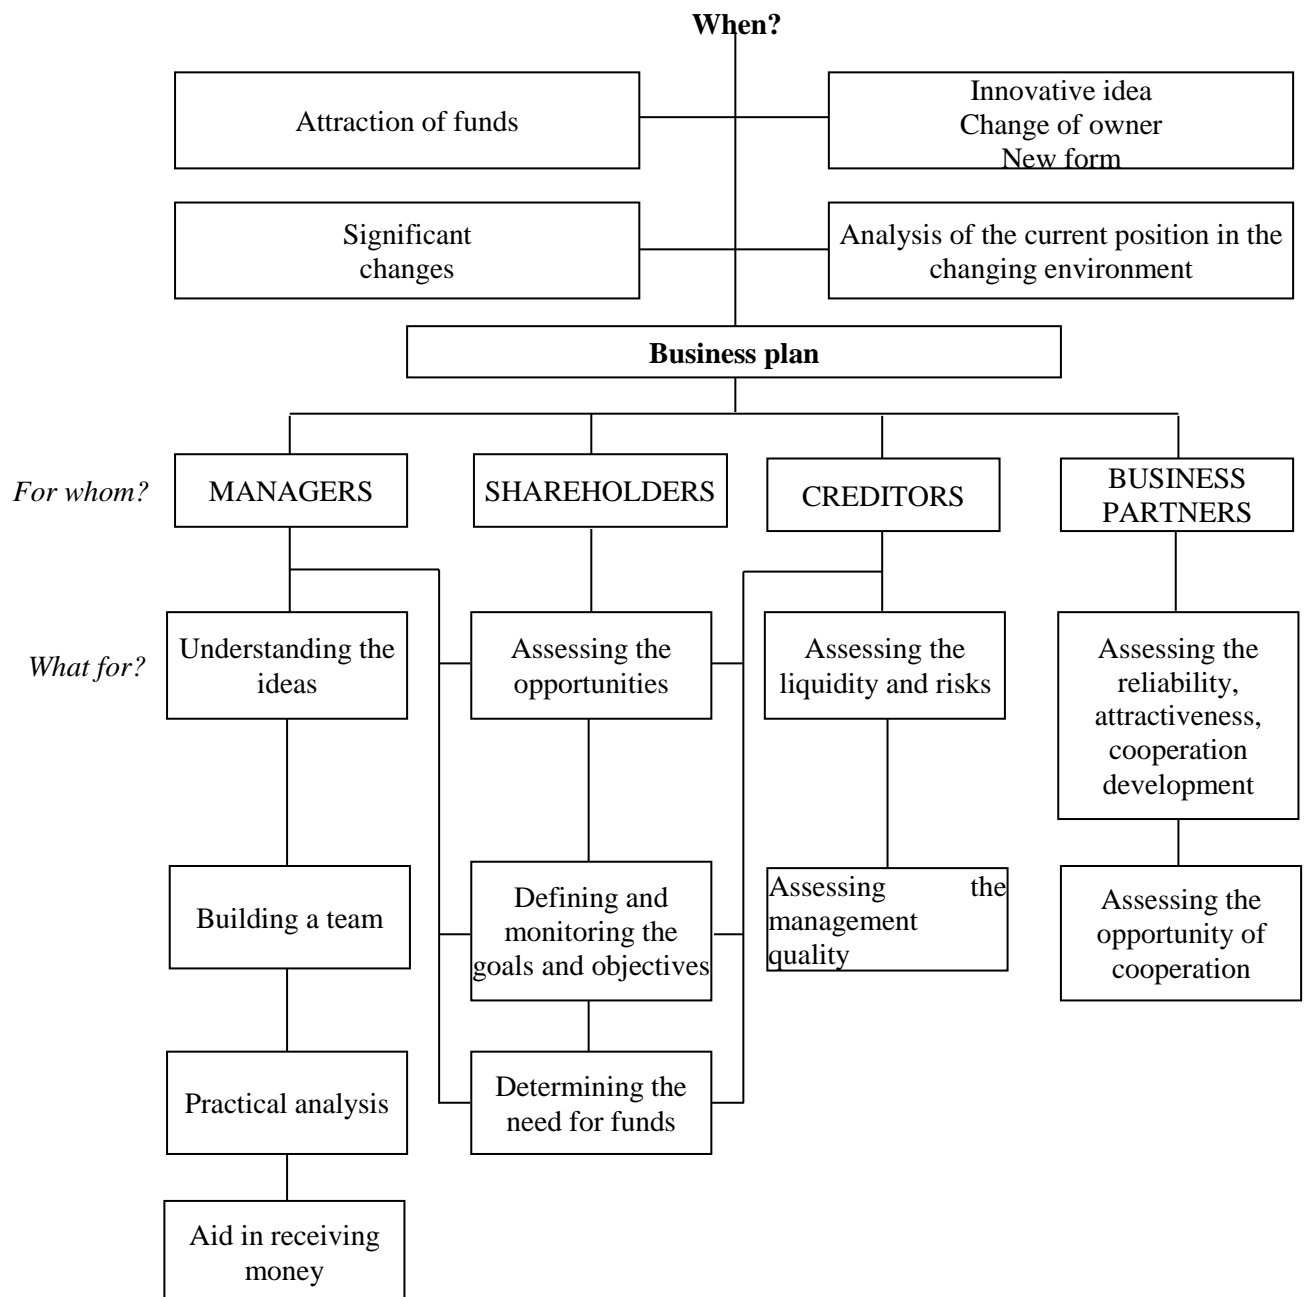 When?
Attraction of funds
Innovative idea
Change of owner
New form
Significant
changes
Analysis of the current position in the
changing environment
Business plan
For whom?
MANAGERS
SHAREHOLDERS
CREDITORS
BUSINESS
PARTNERS
What for?
Understanding the
ideas
Assessing the
opportunities
Assessing the
liquidity and risks
Assessing the
reliability,
attractiveness,
cooperation
development
Building a team
Defining and
monitoring the
goals and objectives
Assessing the
management
quality
Assessing the
opportunity of
cooperation
Practical analysis
Determining the
need for funds
Aid in receiving
money